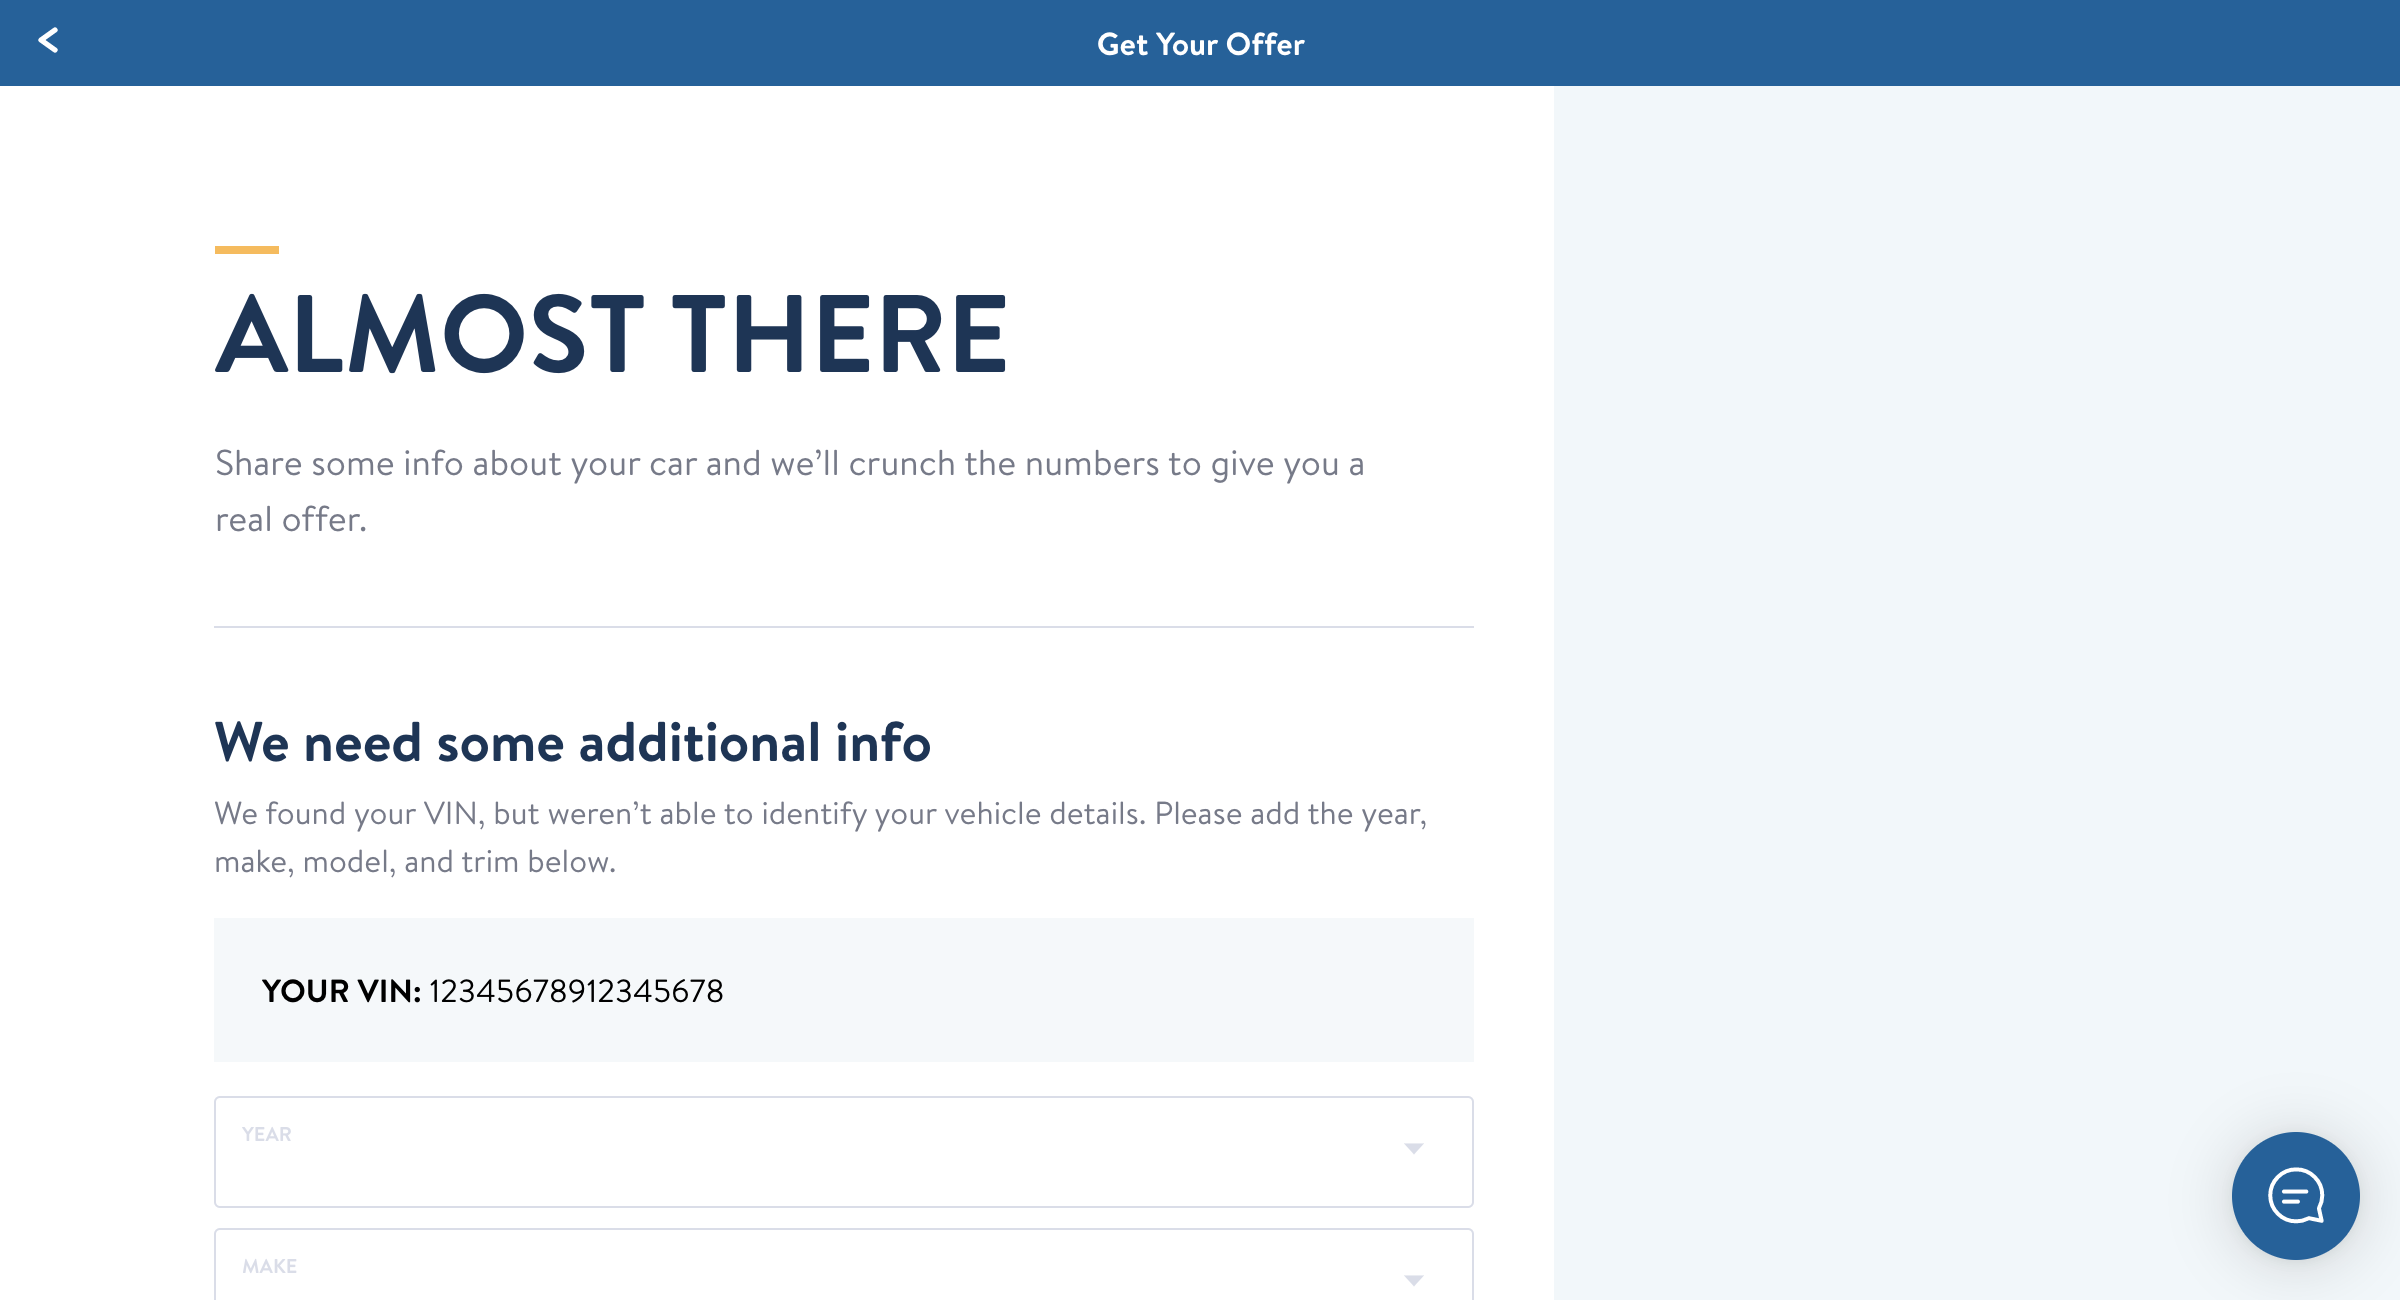 Get Your Offer
ALMOST THERE
Share some info about your car and we’ll crunch the numbers to give you a
real offer.
We need some additional info
We found your VIN, but weren’t able to identify your vehicle details. Please add the year,
make, model, and trim below.
YOUR VIN: 12345678912345678
YEAR
MAKE